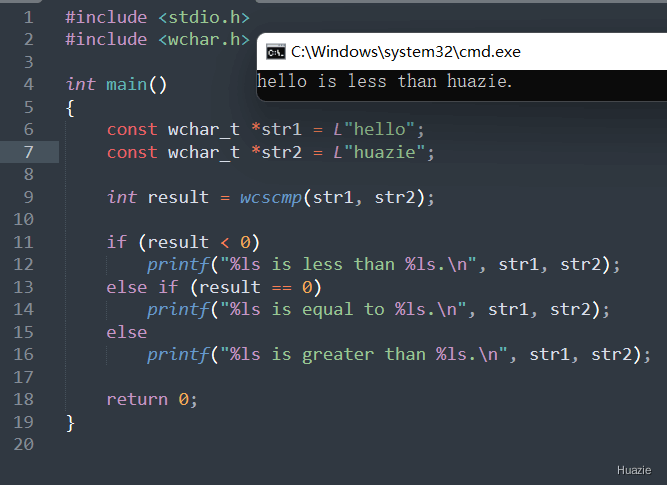 1 #include <stdio.h>
2 #include <wchar.h>
C:\Windows\system32\cmd.exe
hello is less than huazie.
3
4 int main()
5 {
6     const wchar_t *str1 = L"hello";
7     const wchar_t *str2 = L"huazie";
8
9     int result = wcscmp(str1, str2);
10
11     if (result < 0)
12         printf("%ls is less than %ls.\n", str1, str2);
13     else if (result == 0)
14         printf("%ls is equal to %ls.\n", str1, str2);
15     else
16         printf("%ls is greater than %ls.\n", str1, str2);
17
18     return 0;
19 }
20
Huazie